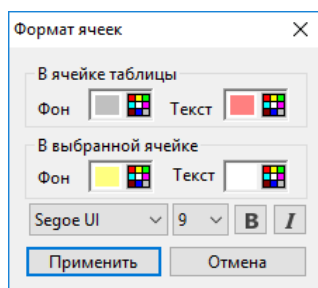 Формат ячеек
В ячейке таблицы
Фон Текст
В выбранной ячейке
Фон Текст
Segoe UI 9 B I
Применить Отмена